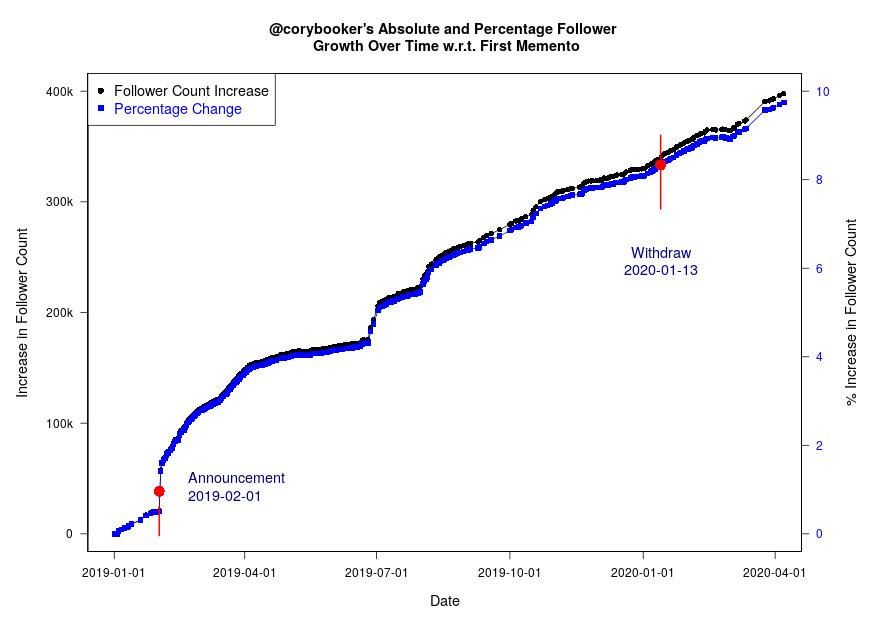 @corybooker's Absolute and Percentage Follower
Growth Over Time w.r.t. First Memento
Follower Count Increase
Percentage Change
400k
300k
200k
100k
0
Increase in Follower Count
10
8
6
4
2
0
% Increase in Follower Count
Withdraw
2020-01-13
Announcement
2019-02-01
2019-01-01
2019-04-01
2019-07-01
2019-10-01
2020-01-01
2020-04-01
Date